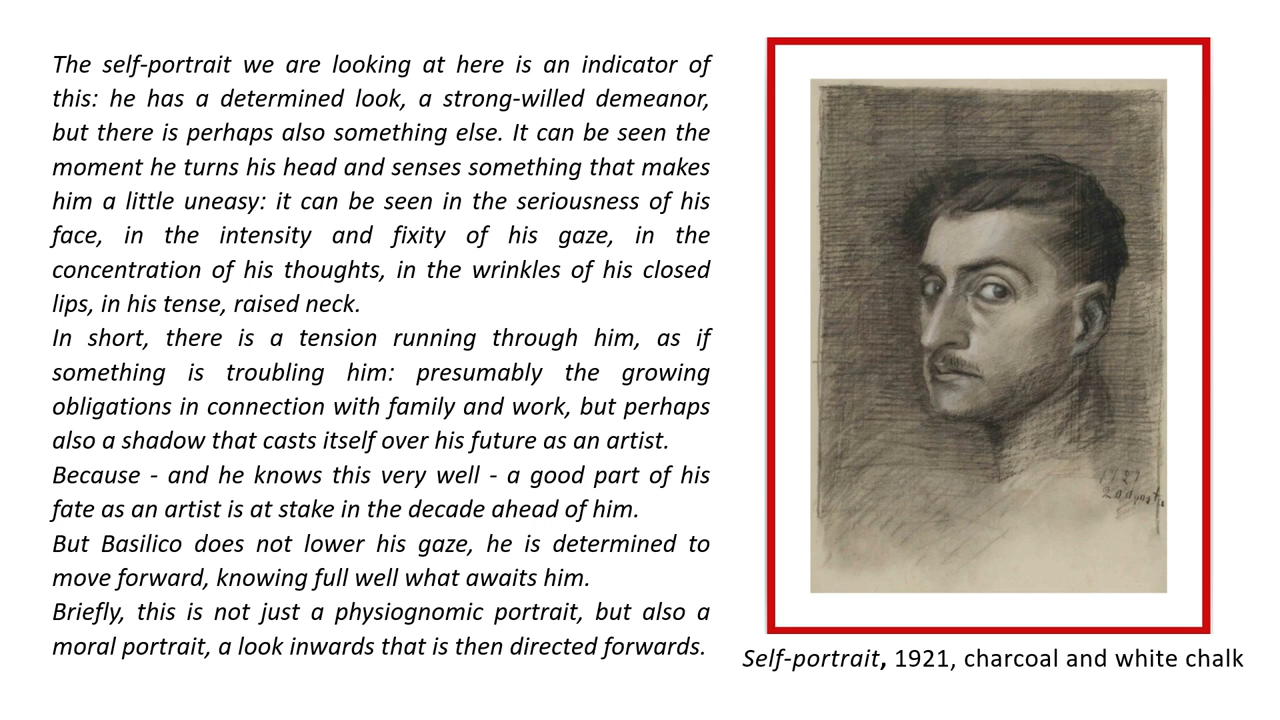 The self-portrait we are looking at here is an indicator of
this: he has a determined look, a strong-willed demeanor,
but there is perhaps also something else. It can be seen the
moment he turns his head and senses something that makes
him a little uneasy: it can be seen in the seriousness of his
face, in the intensity and fixity of his gaze, in the
concentration of his thoughts, in the wrinkles of his closed
lips, in his tense, raised neck.
In short, there is a tension running through him, as if
something is troubling him: presumably the growing
obligations in connection with family and work, but perhaps
also a shadow that casts itself over his future as an artist.
Because - and he knows this very well - a good part of his
fate as an artist is at stake in the decade ahead of him.
But Basilico does not lower his gaze, he is determined to
move forward, knowing full well what awaits him.
Briefly, this is not just a physiognomic portrait, but also a
moral portrait, a look inwards that is then directed forwards.
Self-portrait, 1921, charcoal and white chalk